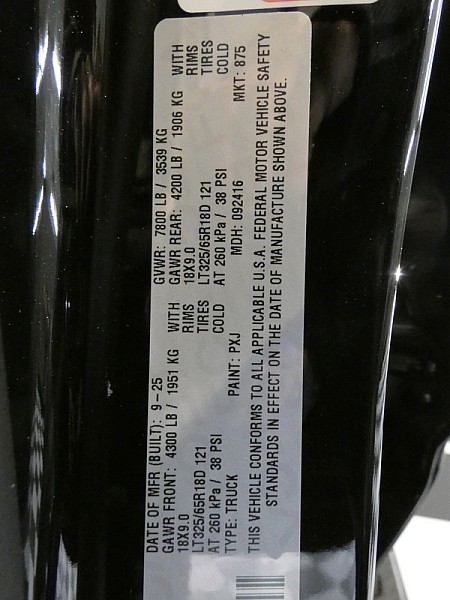 DATE OF MFR (BUILT): 9-25 GVWR: 7800 LB / 3539 KG
GAWR FRONT: 4300 LB / 1951 KG WITH GAWR REAR: 4200 LB / 1906 KG WITH
18X9.0 RIMS 18X9.0 RIMS
LT325/65R18D 121 TIRES LT325/65R18D 121 TIRES
AT 260 kPa / 38 PSI COLD AT 260 kPa / 38 PSI COLD
TYPE: TRUCK PAINT: PXJ MDH: 092416 MKT: 875
THIS VEHICLE CONFORMS TO ALL APPLICABLE U.S.A. FEDERAL MOTOR VEHICLE SAFETY
STANDARDS IN EFFECT ON THE DATE OF MANUFACTURE SHOWN ABOVE.